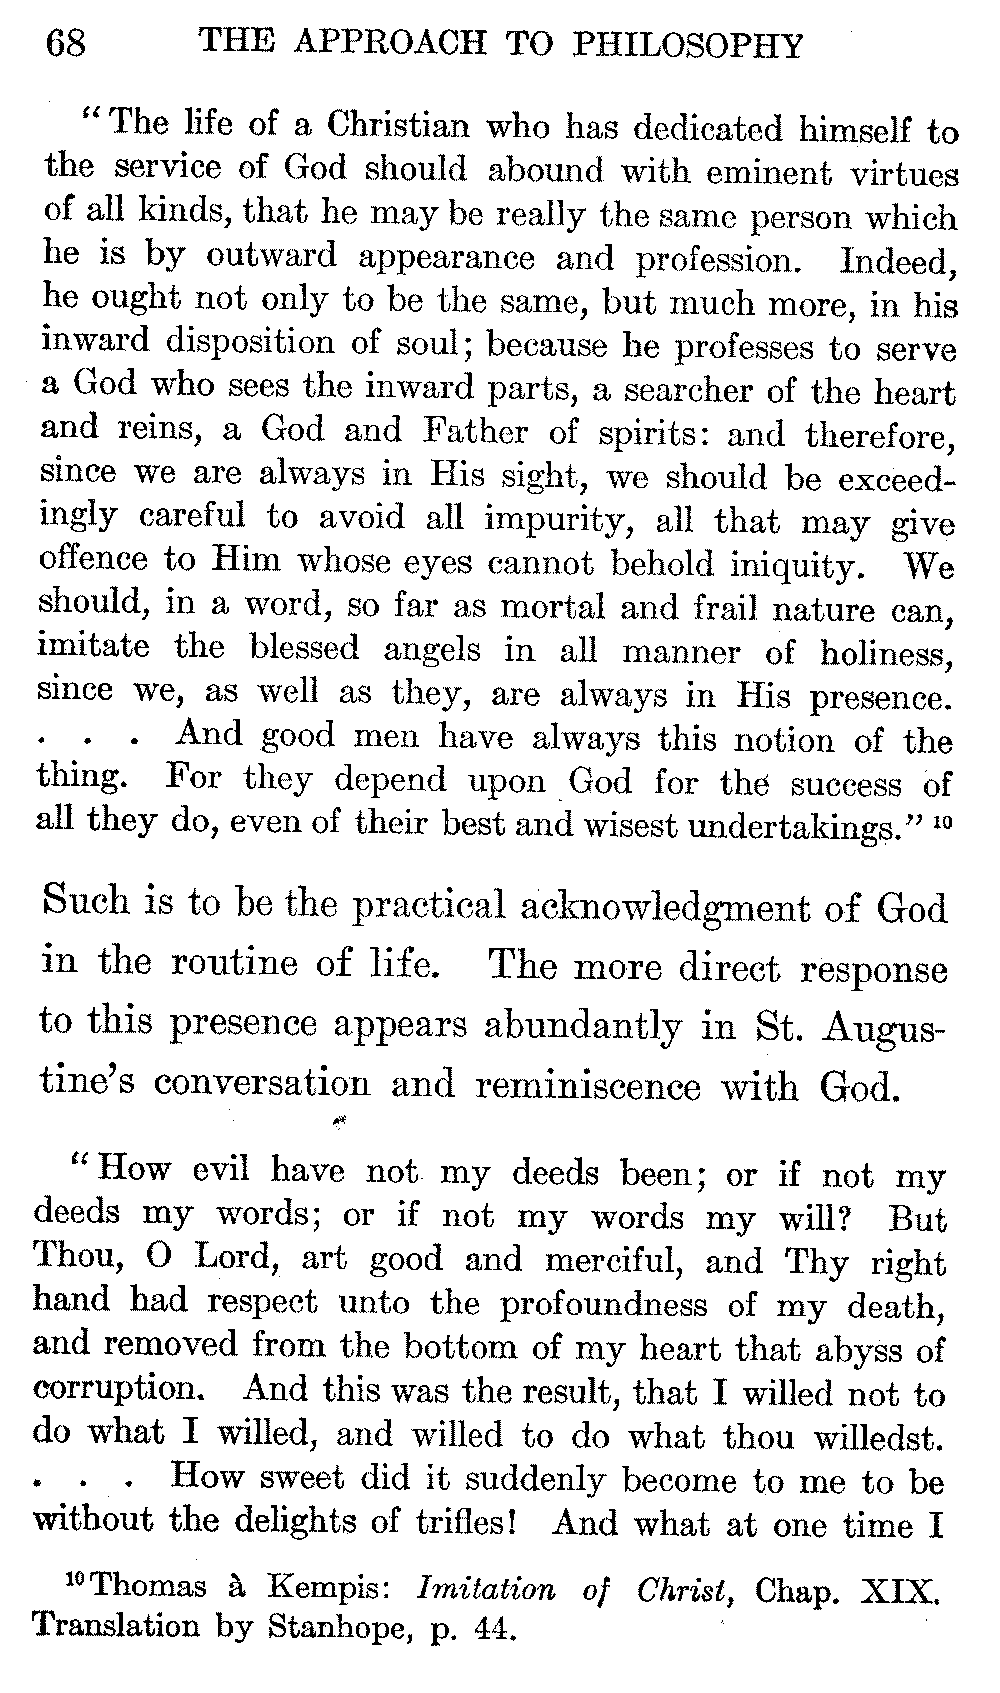 68 THE APPROACH TO PHILOSOPHY
“The life of a Christian who has dedicated himself to
the service of God should abound with eminent virtues
of all kinds, that he may be really the same person which
he is by outward appearance and profession. Indeed,
he ought not only to be the same, but much more, in his
inward disposition of soul; because he professes to serve
a God who sees the inward parts, a searcher of the heart
and reins, a God and Father of spirits: and therefore,
since we are always in His sight, we should be exceed-
ingly careful to avoid all impurity, all that may give
offence to Him whose eyes cannot behold iniquity. We
should, in a word, so far as mortal and frail nature can,
imitate the blessed angels in all manner of holiness,
since we, as well as they, are always in His presence.
. . . And good men have always this notion of the
thing. For they depend upon God for the success of
all they do, even of their best and wisest undertakings.” 10
Such is to be the practical acknowledgment of God
in the routine of life. The more direct response
to this presence appears abundantly in St. Augus-
tine’s conversation and reminiscence with God.
“How evil have not my deeds been; or if not my
deeds my words; or if not my words my will? But
Thou, O Lord, art good and merciful, and Thy right
hand had respect unto the profoundness of my death,
and removed from the bottom of my heart that abyss of
corruption. And this was the result, that I willed not to
do what I willed, and willed to do what thou willedst.
. . . How sweet did it suddenly become to me to be
without the delights of trifles! And what at one time I
10 Thomas à Kempis: Imitation of Christ, Chap. XIX.
Translation by Stanhope, p. 44.